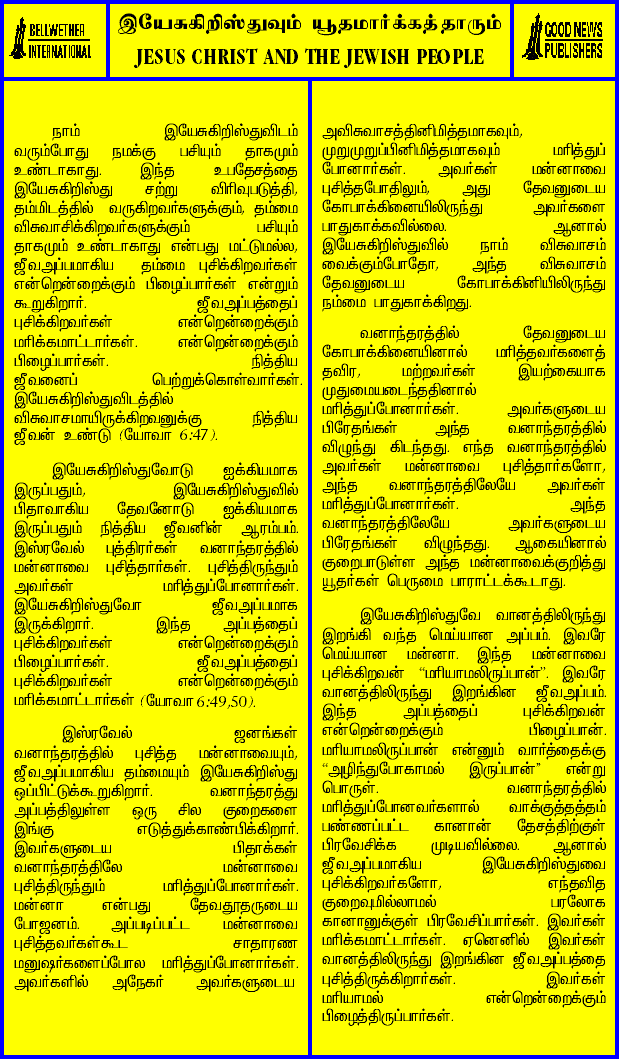 BELLWETHER
INTERNATIONAL
இயேசுகிறிஸ்துவும் யூதமார்க்கத்தாரும்
JESUS CHRIST AND THE JEWISH PEOPLE
GOOD NEWS
PUBLISHERS
நாம் இயேசுகிறிஸ்துவிடம்
வரும்போது நமக்கு பசியும் தாகமும்
உண்டாகாது. இந்த உபதேசத்தை
இயேசுகிறிஸ்து சற்று விரிவுபடுத்தி,
தம்மிடத்தில் வருகிறவர்களுக்கும், தம்மை
விசுவாசிக்கிறவர்களுக்கும் பசியும்
தாகமும் உண்டாகாது என்பது மட்டுமல்ல,
ஜீவஅப்பமாகிய தம்மை புசிக்கிறவர்கள்
என்றென்றைக்கும் பிழைப்பார்கள் என்றும்
கூறுகிறார். ஜீவஅப்பத்தைப்
புசிக்கிறவர்கள் என்றென்றைக்கும்
மரிக்கமாட்டார்கள். என்றென்றைக்கும்
பிழைப்பார்கள். நித்திய
ஜீவனைப் பெற்றுக்கொள்வார்கள்.
இயேசுகிறிஸ்துவிடத்தில்
விசுவாசமாயிருக்கிறவனுக்கு நித்திய
ஜீவன் உண்டு (யோவா 6:47).
இயேசுகிறிஸ்துவோடு ஐக்கியமாக
இருப்பதும், இயேசுகிறிஸ்துவில்
பிதாவாகிய தேவனோடு ஐக்கியமாக
இருப்பதும் நித்திய ஜீவனின் ஆரம்பம்.
இஸ்ரவேல் புத்திரர்கள் வனாந்தரத்தில்
மன்னாவை புசித்தார்கள். புசித்திருந்தும்
அவர்கள் மரித்துப்போனார்கள்.
இயேசுகிறிஸ்துவோ ஜீவஅப்பமாக
இருக்கிறார். இந்த அப்பத்தைப்
புசிக்கிறவர்கள் என்றென்றைக்கும்
பிழைப்பார்கள். ஜீவஅப்பத்தைப்
புசிக்கிறவர்கள் என்றென்றைக்கும்
மரிக்கமாட்டார்கள் (யோவா 6:49,50).
இஸ்ரவேல் ஜனங்கள்
வனாந்தரத்தில் புசித்த மன்னாவையும்,
ஜீவஅப்பமாகிய தம்மையும் இயேசுகிறிஸ்து
ஒப்பிட்டுக்கூறுகிறார். வனாந்தரத்து
அப்பத்திலுள்ள ஒரு சில குறைகளை
இங்கு எடுத்துக்காண்பிக்கிறார்.
இவர்களுடைய பிதாக்கள்
வனாந்தரத்திலே மன்னாவை
புசித்திருந்தும் மரித்துப்போனார்கள்.
மன்னா என்பது தேவதூதருடைய
போஜனம். அப்படிப்பட்ட மன்னாவை
புசித்தவர்கள்கூட சாதாரண
மனுஷர்களைப்போல மரித்துப்போனார்கள்.
அவர்களில் அநேகர் அவர்களுடைய
அவிசுவாசத்தினிமித்தமாகவும்,
முறுமுறுப்பினிமித்தமாகவும் மரித்துப்
போனார்கள். அவர்கள் மன்னாவை
புசித்தபோதிலும், அது தேவனுடைய
கோபாக்கினையிலிருந்து அவர்களை
பாதுகாக்கவில்லை. ஆனால்
இயேசுகிறிஸ்துவில் நாம் விசுவாசம்
வைக்கும்போதோ, அந்த விசுவாசம்
தேவனுடைய கோபாக்கினியிலிருந்து
நம்மை பாதுகாக்கிறது.
வனாந்தரத்தில் தேவனுடைய
கோபாக்கினையினால் மரித்தவர்களைத்
தவிர, மற்றவர்கள் இயற்கையாக
முதுமையடைந்ததினால்
மரித்துப்போனார்கள். அவர்களுடைய
பிரேதங்கள் அந்த வனாந்தரத்தில்
விழுந்து கிடந்தது. எந்த வனாந்தரத்தில்
அவர்கள் மன்னாவை புசித்தார்களோ,
அந்த வனாந்தரத்திலேயே அவர்கள்
மரித்துப்போனார்கள். அந்த
வனாந்தரத்திலேயே அவர்களுடைய
பிரேதங்கள் விழுந்தது. ஆகையினால்
குறைபாடுள்ள அந்த மன்னாவைக்குறித்து
யூதர்கள் பெருமை பாராட்டக்கூடாது.
இயேசுகிறிஸ்துவே வானத்திலிருந்து
இறங்கி வந்த மெய்யான அப்பம். இவரே
மெய்யான மன்னா. இந்த மன்னாவை
புசிக்கிறவன் “மரியாமலிருப்பான்”. இவரே
வானத்திலிருந்து இறங்கின ஜீவஅப்பம்.
இந்த அப்பத்தைப் புசிக்கிறவன்
என்றென்றைக்கும் பிழைப்பான்.
மரியாமலிருப்பான் என்னும் வார்த்தைக்கு
“அழிந்துபோகாமல் இருப்பான்” என்று
பொருள். வனாந்தரத்தில்
மரித்துப்போனவர்களால் வாக்குத்தத்தம்
பண்ணப்பட்ட கானான் தேசத்திற்குள்
பிரவேசிக்க முடியவில்லை. ஆனால்
ஜீவஅப்பமாகிய இயேசுகிறிஸ்துவை
புசிக்கிறவர்களோ, எந்தவித
குறைவுமில்லாமல் பரலோக
கானானுக்குள் பிரவேசிப்பார்கள். இவர்கள்
மரிக்கமாட்டார்கள். ஏனெனில் இவர்கள்
வானத்திலிருந்து இறங்கின ஜீவஅப்பத்தை
புசித்திருக்கிறார்கள். இவர்கள்
மரியாமல் என்றென்றைக்கும்
பிழைத்திருப்பார்கள்.